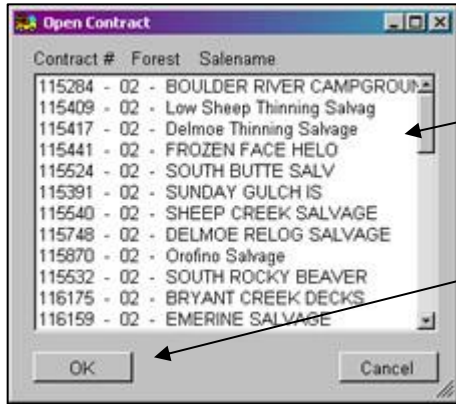 Open Contract
Contract # Forest Salename
115284 - 02 - BOULDER RIVER CAMPGROUN
115409 - 02 - Low Sheep Thinning Salvag
115417 - 02 - Delmoe Thinning Salvage
115441 - 02 - FROZEN FACE HELO
115524 - 02 - SOUTH BUTTE SALV
115391 - 02 - SUNDAY GULCH IS
115540 - 02 - SHEEP CREEK SALVAGE
115748 - 02 - DELMOE RELOG SALVAGE
115870 - 02 - Orofino Salvage
115532 - 02 - SOUTH ROCKY BEAVER
116175 - 02 - BRYANT CREEK DECKS
116159 - 02 - EMERINE SALVAGE
OK Cancel